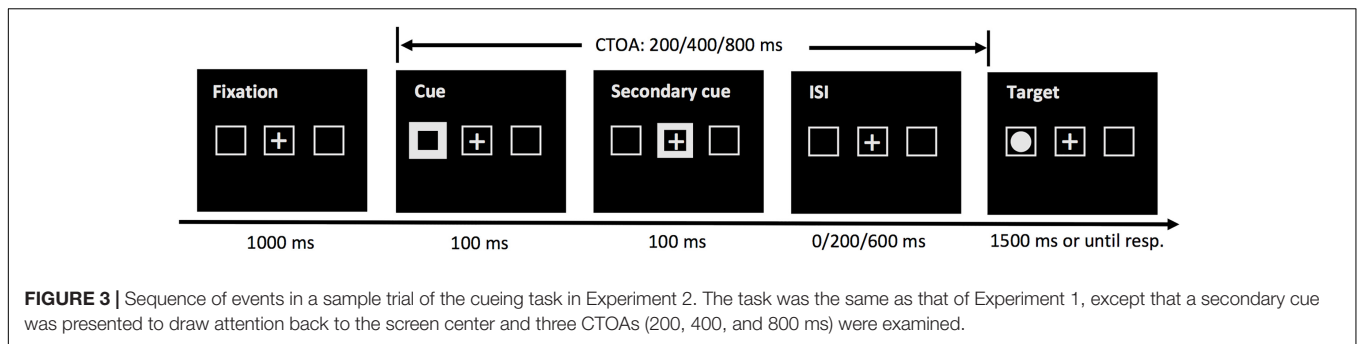 CTOA: 200/400/800 ms
Fixation
Cue
Secondary cue
ISI
Target
1000 ms
100 ms
100 ms
0/200/600 ms
1500 ms or until resp.
FIGURE 3 | Sequence of events in a sample trial of the cueing task in Experiment 2. The task was the same as that of Experiment 1, except that a secondary cue
was presented to draw attention back to the screen center and three CTOAs (200, 400, and 800 ms) were examined.